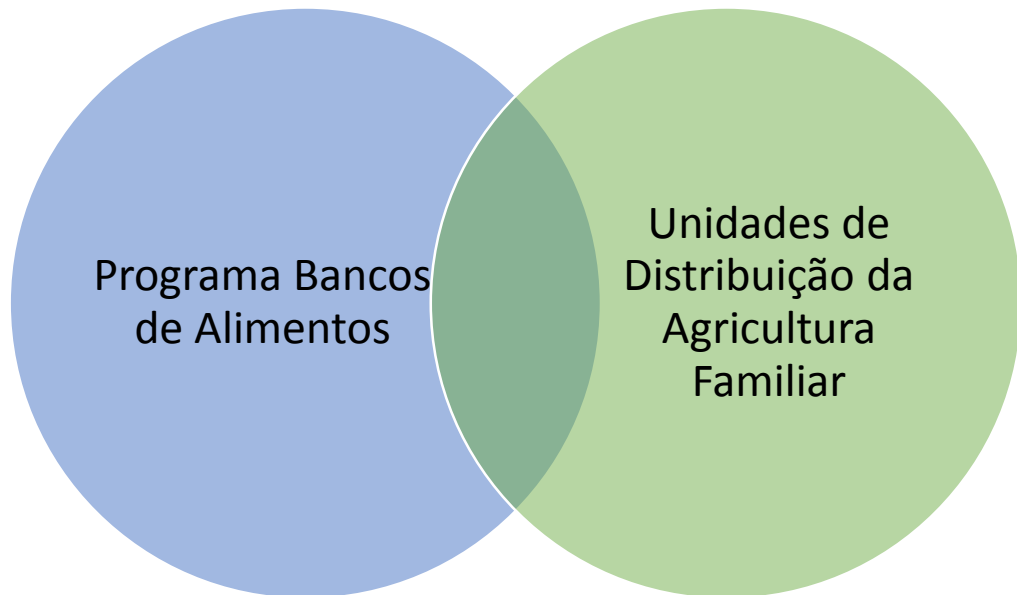 Programa Bancos
de Alimentos
Unidades de
Distribuição da
Agricultura
Familiar